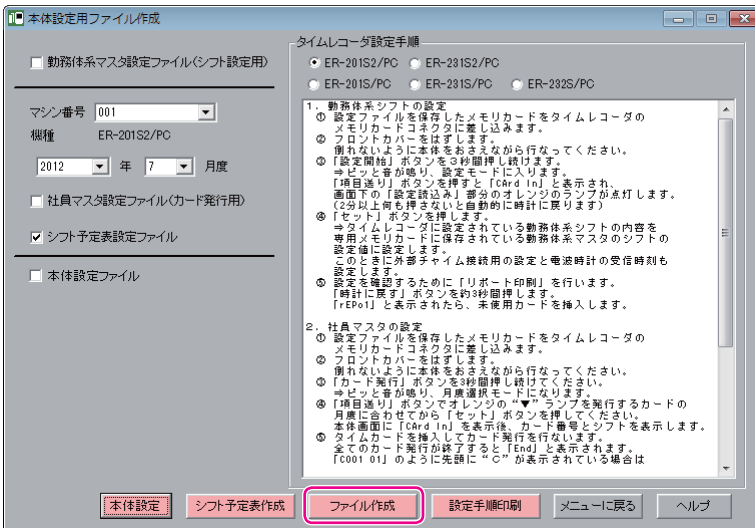 本体設定用ファイル作成
勤務体系マスタ設定ファイル(シフト設定用)
マシン番号 001
機種 ER-201S2/PC
2012 年 7 月度
社員マスタ設定ファイル(カード発行用)
シフト予定表設定ファイル
本体設定ファイル
タイムレコーダ設定手順
ER-201S2/PC ER-231S2/PC
ER-201S/PC ER-231S/PC ER-232S/PC
1. 勤務体系シフトの設定
① 設定ファイルを保存したメモリカードをタイムレコーダの
メモリカードコネクタに差し込みます。
② フロントカバーをはずします。
倒れないように本体をおさえながら行なってください。
③ 「設定開始」ボタンを3秒間押し続けます。
⇒ピッと音が鳴り、設定モードに入ります。
「項目送り」ボタンを押すと「CArd In」と表示され、
画面下の「設定読込み」部分のオレンジのランプが点灯します。
(2分以上何も押さないと自動的に時計に戻ります)
④ 「セット」ボタンを押します。
⇒タイムレコーダに設定されている勤務体系シフトの内容を
専用メモリカードに保存されている勤務体系マスタのシフトの
設定値に設定します。
このときに外部チャイム接続用の設定と電波時計の受信時刻も
設定します。
⑤ 設定を確認するために「リポート印刷」を行います。
「時計に戻す」ボタンを約3秒間押します。
「rEPo1」と表示されたら、未使用カードを挿入します。
2. 社員マスタの設定
① 設定ファイルを保存したメモリカードをタイムレコーダの
メモリカードコネクタに差し込みます。
② フロントカバーをはずします。
倒れないように本体をおさえながら行なってください。
③ 「カード発行」ボタンを3秒間押し続けてください。
⇒ピッと音が鳴り、月度選択モードになります。
④ 「項目送り」ボタンでオレンジの“▼”ランプを発行するカードの
月度に合わせてから「セット」ボタンを押してください。
本体画面に「CArd In」を表示後、カード番号とシフトを表示します。
⑤ タイムカードを挿入してカード発行を行ないます。
全てのカード発行が終了すると「End」と表示されます。
「C001 01」のように先頭に“C”が表示されている場合は
本体設定 シフト予定表作成 ファイル作成 設定手順印刷 メニューに戻る ヘルプ